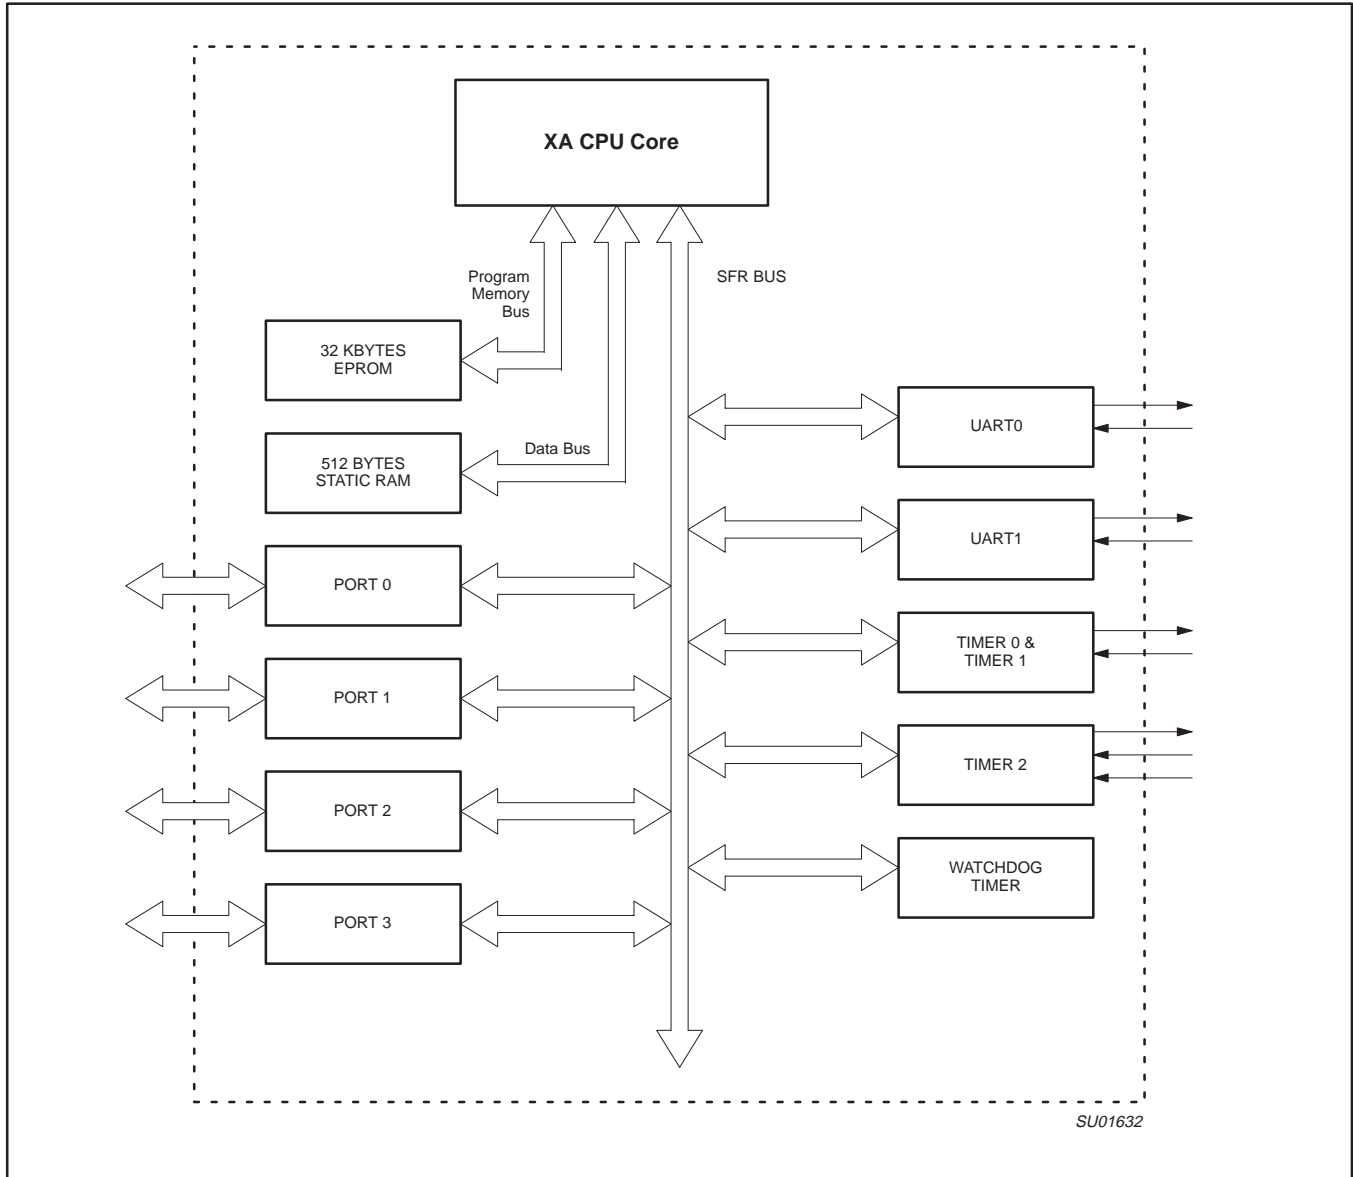 XA CPU Core
Program
Memory
Bus
SFR BUS
32 KBYTES
EPROM
Data Bus
512 BYTES
STATIC RAM
PORT 0
PORT 1
PORT 2
PORT 3
UART0
UART1
TIMER 0 &
TIMER 1
TIMER 2
WATCHDOG
TIMER
SU01632